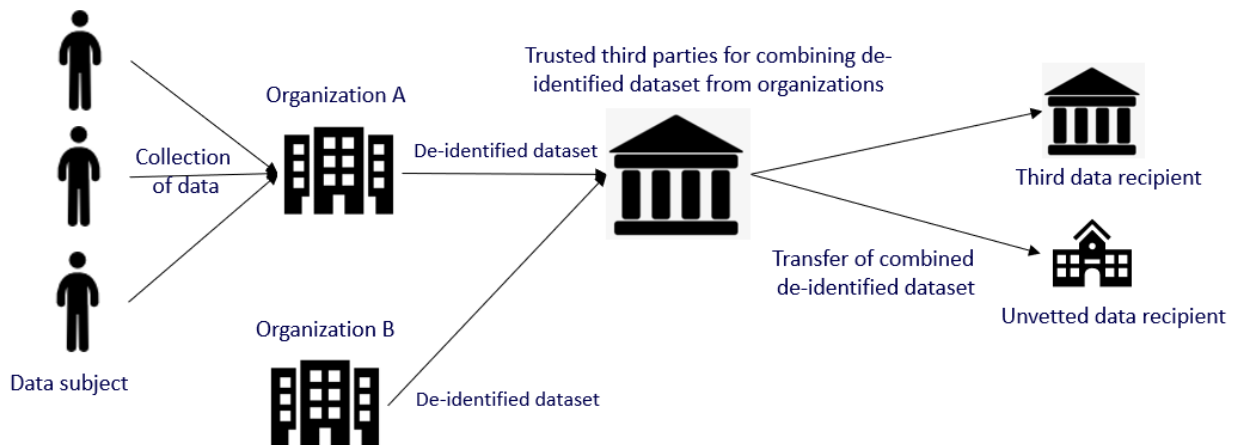 Trusted third parties for combining de-
identified dataset from organizations
Organization A
Collection
of data
De-identified dataset
Third data recipient
Transfer of combined
de-identified dataset
Unvetted data recipient
Organization B
Data subject
De-identified dataset